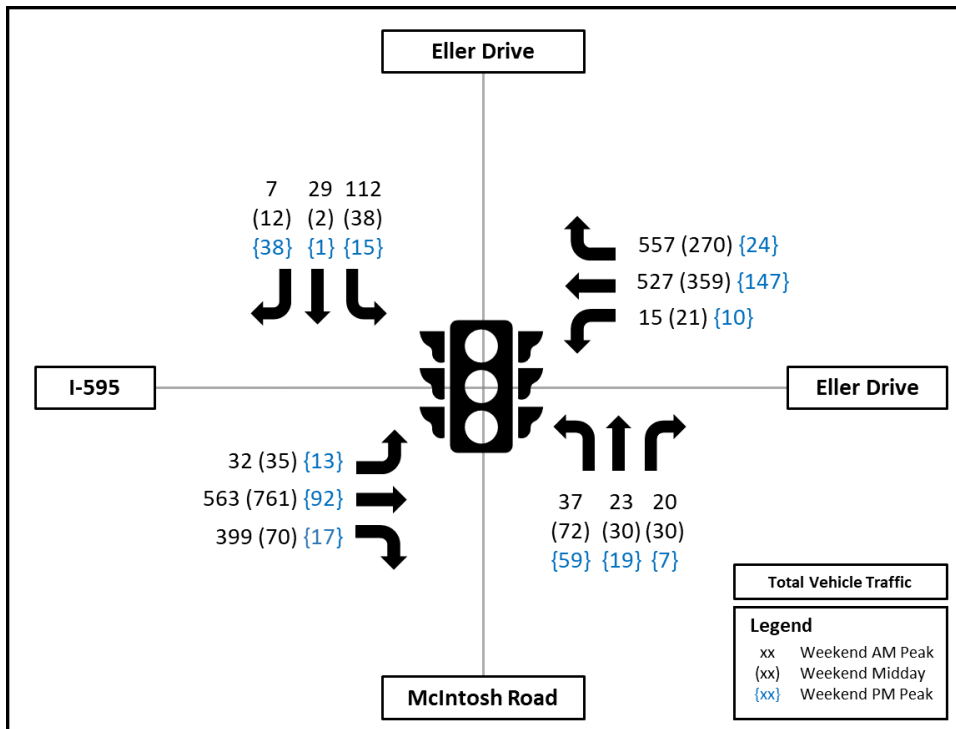 Eller Drive
7 29 112
(12) (2) (38)
{38} {1} {15}
557 (270) {24}
527 (359) {147}
15 (21) {10}
I-595
Eller Drive
32 (35) {13}
563 (761) {92}
399 (70) {17}
37 23 20
(72) (30) (30)
{59} {19} {7}
Total Vehicle Traffic
Legend
xx Weekend AM Peak
(xx) Weekend Midday
{xx} Weekend PM Peak
McIntosh Road